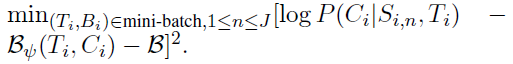 min_{(T_i,B_i)∈mini-batch,1≤n≤J}[log P(C_i|S_{i,n}, T_i) −
ℬ_ψ(T_i, C_i) − ℬ]².